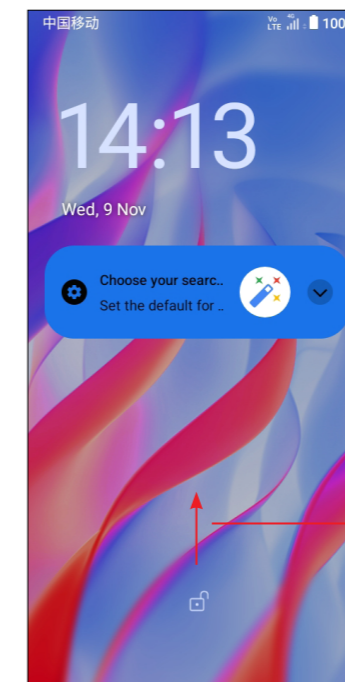 中国移动
Vo LTE 4G 100
14:13
Wed, 9 Nov
Choose your searc..
Set the default for ..